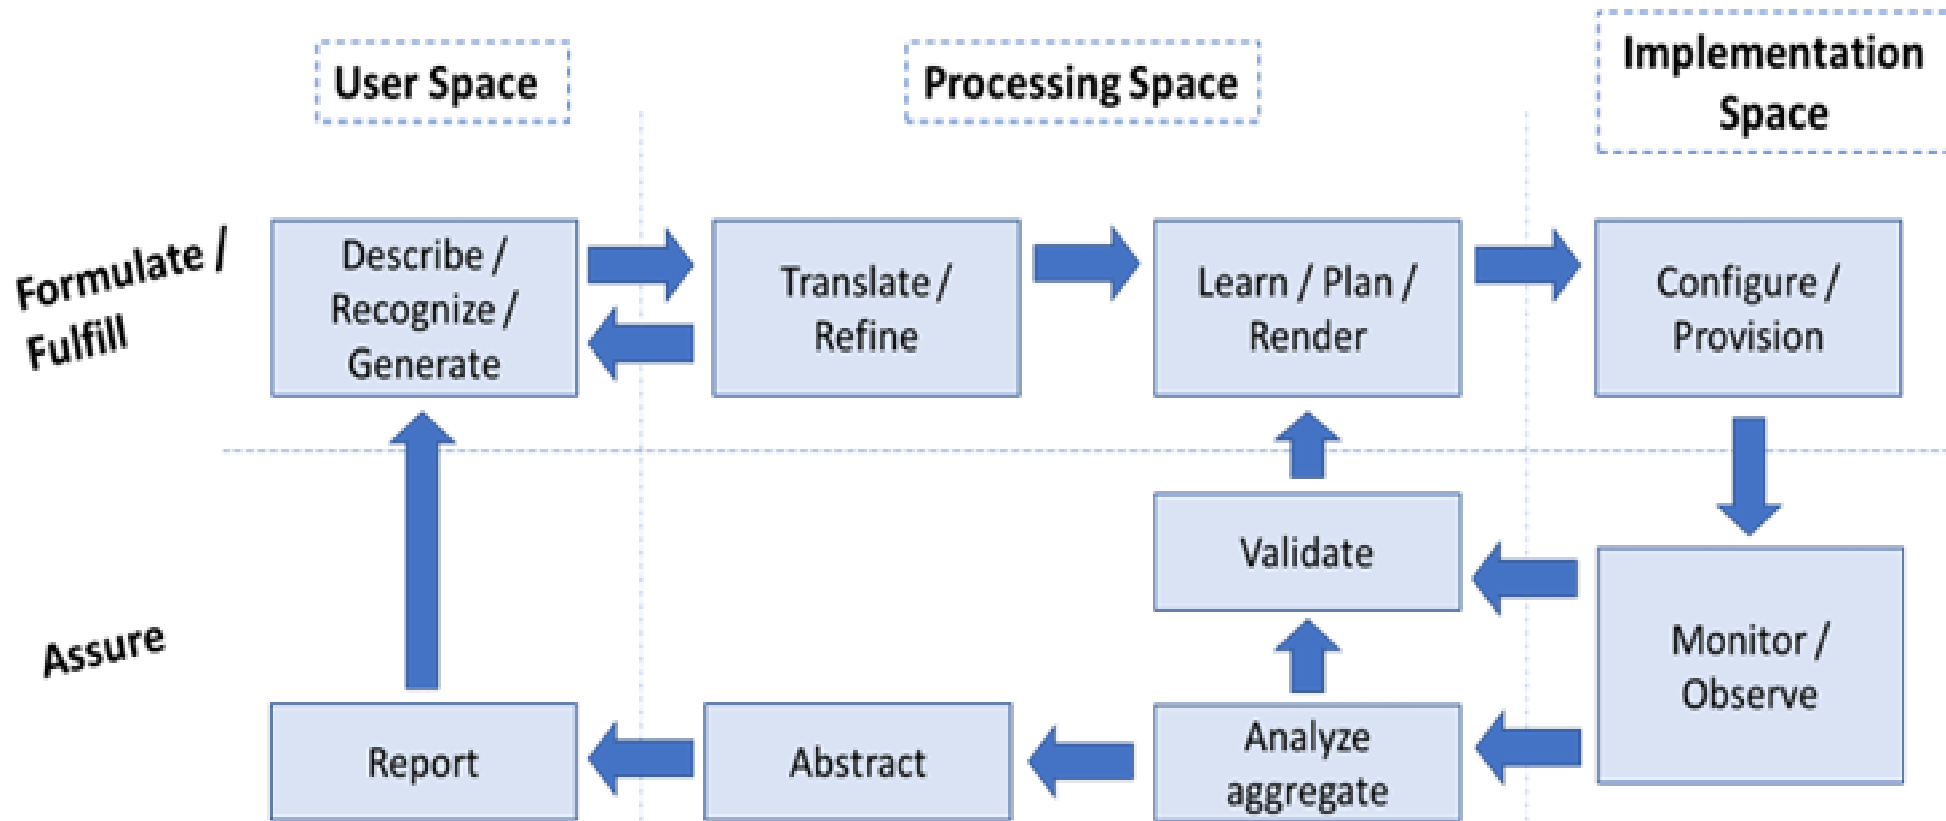 User Space
Processing Space
Implementation
Space
Formulate /
Fulfill
Describe /
Recognize /
Generate
Translate /
Refine
Learn / Plan /
Render
Configure /
Provision
Assure
Validate
Monitor /
Observe
Report
Abstract
Analyze
aggregate